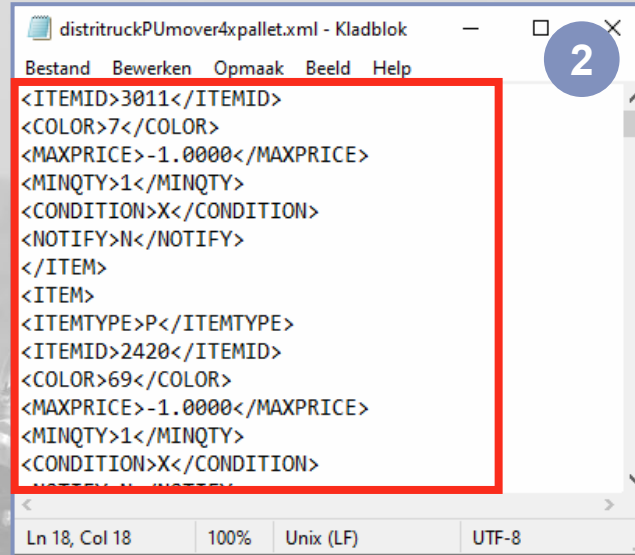 distritruckPUmover4xpallet.xml - Kladblok
2
Bestand Bewerken Opmaak Beeld Help
<ITEMID>3011</ITEMID>
<COLOR>7</COLOR>
<MAXPRICE>-1.0000</MAXPRICE>
<MINQTY>1</MINQTY>
<CONDITION>X</CONDITION>
<NOTIFY>N</NOTIFY>
</ITEM>
<ITEM>
<ITEMTYPE>P</ITEMTYPE>
<ITEMID>2420</ITEMID>
<COLOR>69</COLOR>
<MAXPRICE>-1.0000</MAXPRICE>
<MINQTY>1</MINQTY>
<CONDITION>X</CONDITION>
Ln 18, Col 18 100% Unix (LF) UTF-8